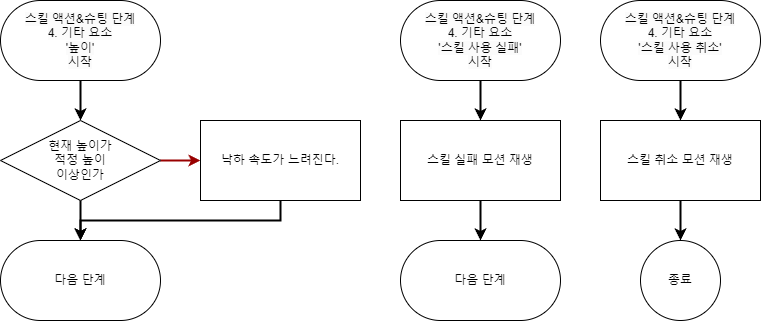 스킬 액션&슈팅 단계
4. 기타 요소
'높이'
시작
현재 높이가
적정 높이
이상인가
낙하 속도가 느려진다.
다음 단계
스킬 액션&슈팅 단계
4. 기타 요소
'스킬 사용 실패'
시작
스킬 실패 모션 재생
다음 단계
스킬 액션&슈팅 단계
4. 기타 요소
'스킬 사용 취소'
시작
스킬 취소 모션 재생
종료